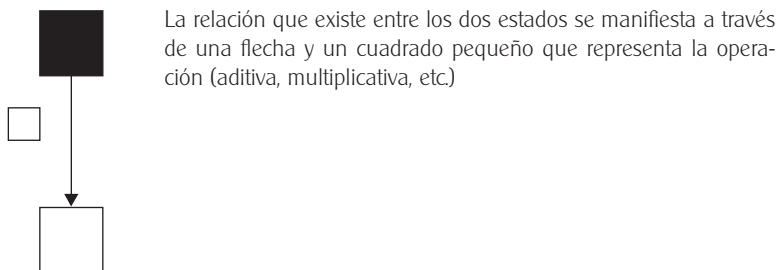 La relación que existe entre los dos estados se manifiesta a través
de una flecha y un cuadrado pequeño que representa la opera-
ción (aditiva, multiplicativa, etc.)